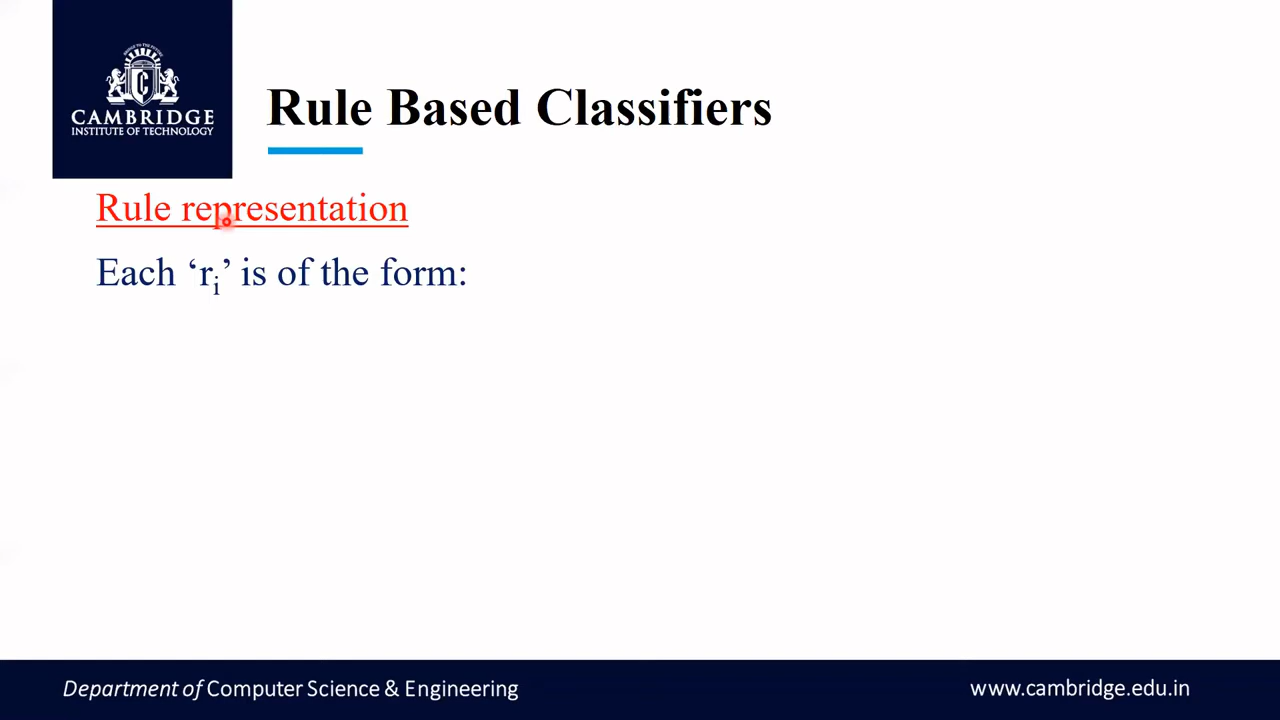 CAMBRIDGE
INSTITUTE OF TECHNOLOGY
Rule Based Classifiers
Rule representation
Each ‘ri’ is of the form:
Department of Computer Science & Engineering
www.cambridge.edu.in